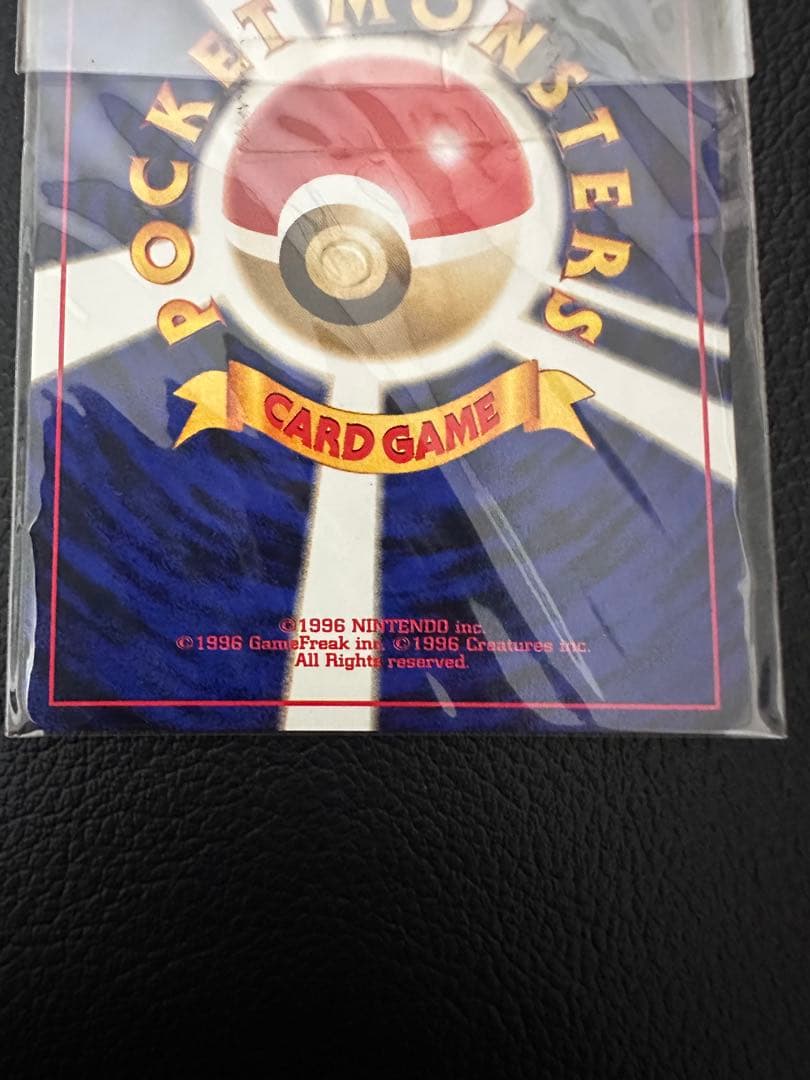 POCKET MONSTERS
CARD GAME
©1996 NINTENDO inc.
©1996 GameFreak inc. ©1996 Creatures inc.
All Rights reserved.